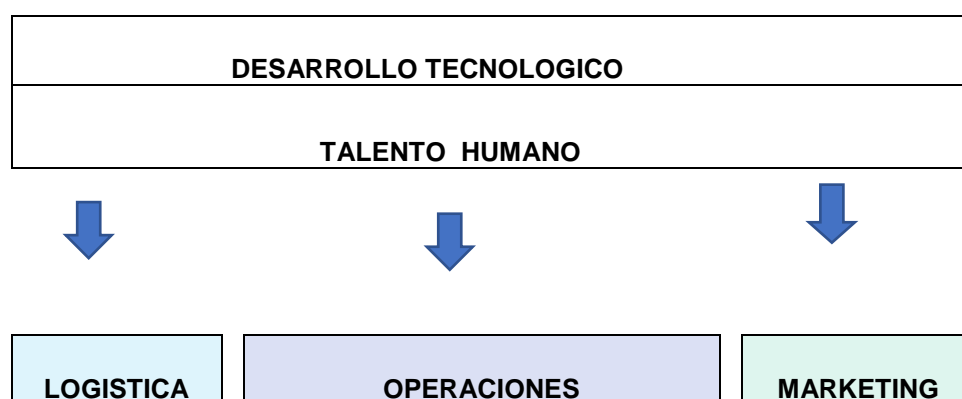 DESARROLLO TECNOLOGICO
TALENTO HUMANO
LOGISTICA OPERACIONES MARKETING